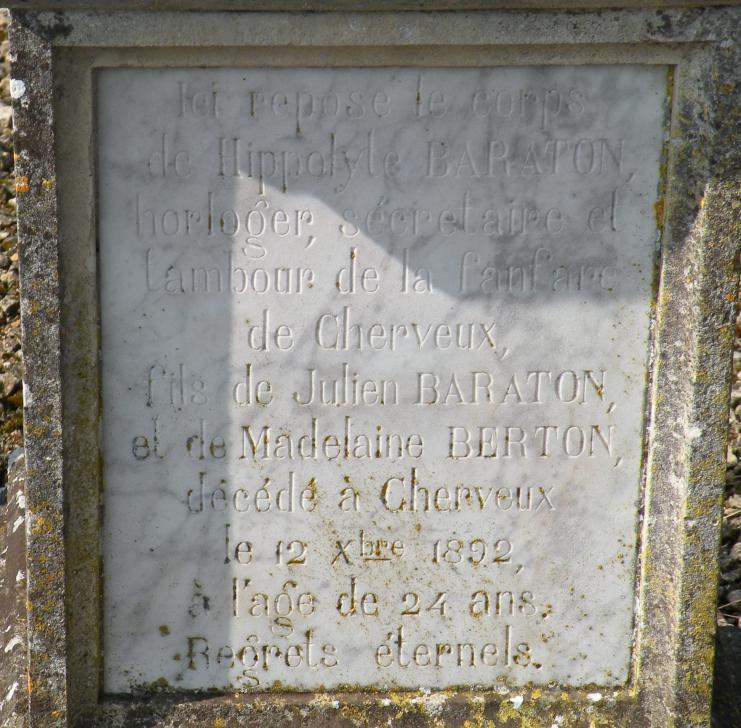 Ici repose le corps
de Hippolyte BARATON,
horloger, sécretaire et
tambour de la fanfare
de Cherveux,
fils de Julien BARATON,
et de Madelaine BERTON,
décédé à Cherveux
le 12 Xbre 1892,
à l'age de 24 ans.
Regrets éternels.